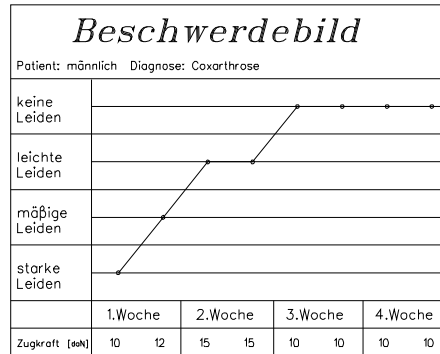 Beschwerdebild
Patient: männlich Diagnose: Coxarthrose
keine
Leiden
leichte
Leiden
mäβige
Leiden
starke
Leiden
1.Woche 2.Woche 3.Woche 4.Woche
Zugkraft [daN] 10 12 15 15 10 10 10 10